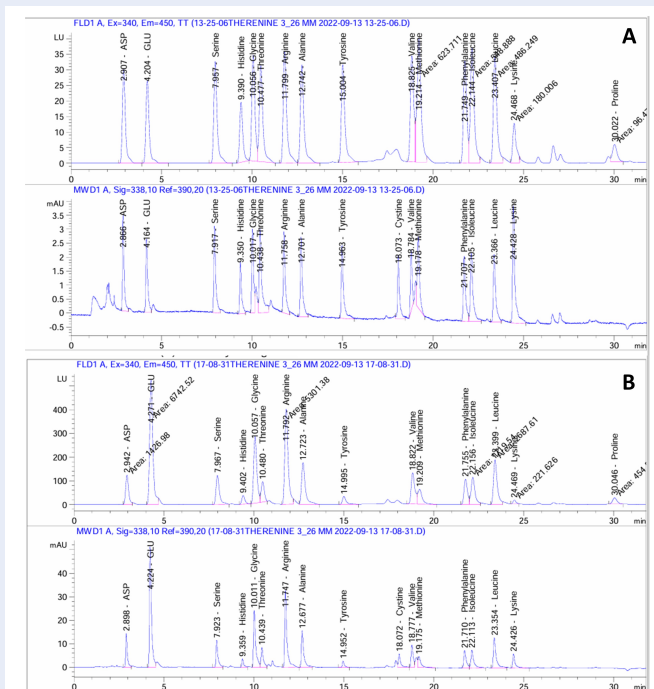 FLD1 A, Ex=340, Em=450, TT (13-25-06THERENINE 3_26 MM 2022-09-13 13-25-06.D)
A
LU
35
30
25
20
15
10
5
0
2.907 - ASP
4.204 - GLU
7.957 - Serine
9.390 - Histidine
10.056 - Glycine
10.477 - Threonine
11.799 - Arginine
12.742 - Alanine
15.004 - Tyrosine
18.825 - Valine
19.214 - Methionine
Area: 623.711
21.749 - Phenylalanine
22.144 - Isoleucine
23.407 - Leucine
24.468 - Lysine
Area: 180.006
30.022 - Proline
0 5 10 15 20 25 30 min
MWD1 A, Sig=338,10 Ref=390,20 (13-25-06THERENINE 3_26 MM 2022-09-13 13-25-06.D)
mAU
3.5
3
2.5
2
1.5
1
0.5
0
-0.5
2.866 - ASP
4.164 - GLU
7.917 - Serine
9.350 - Histidine
10.017 - Glycine
10.438 - Threonine
11.758 - Arginine
12.701 - Alanine
14.963 - Tyrosine
18.073 - Cystine
18.784 - Valine
19.178 - Methionine
21.707 - Phenylalanine
22.105 - Isoleucine
23.366 - Leucine
24.428 - Lysine
0 5 10 15 20 25 30 min
FLD1 A, Ex=340, Em=450, TT (17-08-31THERENINE 3_26 MM 2022-09-13 17-08-31.D)
B
LU
400
300
200
100
0
2.942 - ASP
Area: 1426.98
4.271 - GLU
Area: 6742.52
7.967 - Serine
9.402 - Histidine
10.057 - Glycine
10.480 - Threonine
11.792 - Arginine
12.723 - Alanine
14.995 - Tyrosine
18.822 - Valine
19.209 - Methionine
21.755 - Phenylalanine
22.156 - Isoleucine
23.399 - Leucine
24.469 - Lysine
Area: 221.626
30.046 - Proline
0 5 10 15 20 25 30 min
MWD1 A, Sig=338,10 Ref=390,20 (17-08-31THERENINE 3_26 MM 2022-09-13 17-08-31.D)
mAU
40
30
20
10
0
2.898 - ASP
4.224 - GLU
7.923 - Serine
9.359 - Histidine
10.011 - Glycine
10.439 - Threonine
11.747 - Arginine
12.677 - Alanine
14.952 - Tyrosine
18.072 - Cystine
18.777 - Valine
19.175 - Methionine
21.710 - Phenylalanine
22.113 - Isoleucine
23.354 - Leucine
24.426 - Lysine